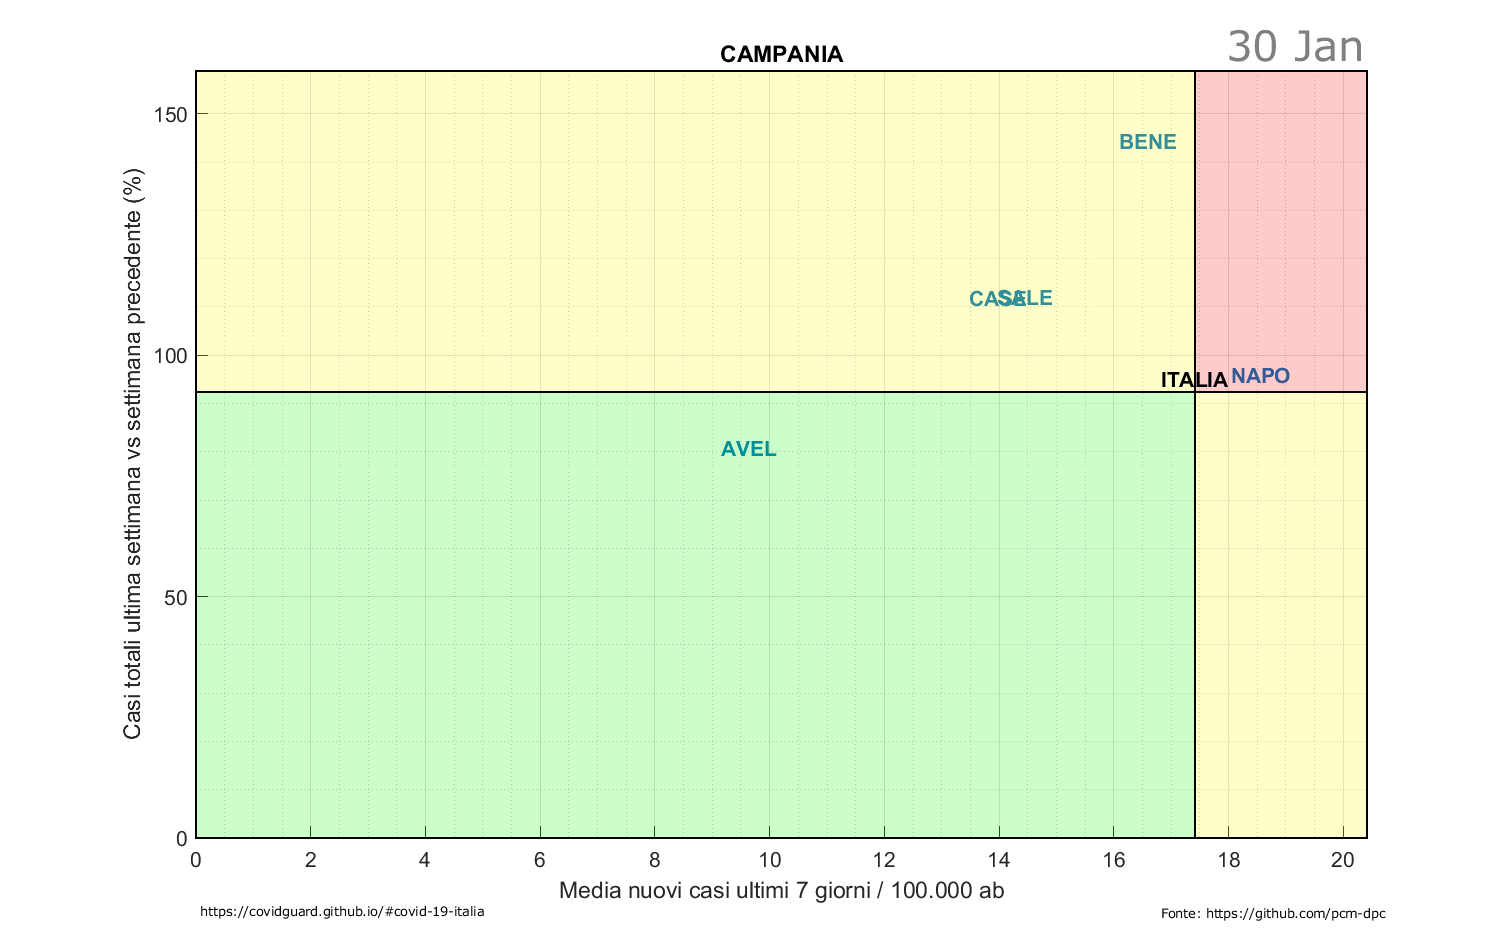 30 Jan
CAMPANIA
Casi totali ultima settimana vs settimana precedente (%)
150
100
50
0
BENE
CASE
SALE
ITALIA
NAPO
AVEL
0 2 4 6 8 10 12 14 16 18 20
Media nuovi casi ultimi 7 giorni / 100.000 ab
https://covidguard.github.io/#covid-19-italia
Fonte: https://github.com/pcm-dpc